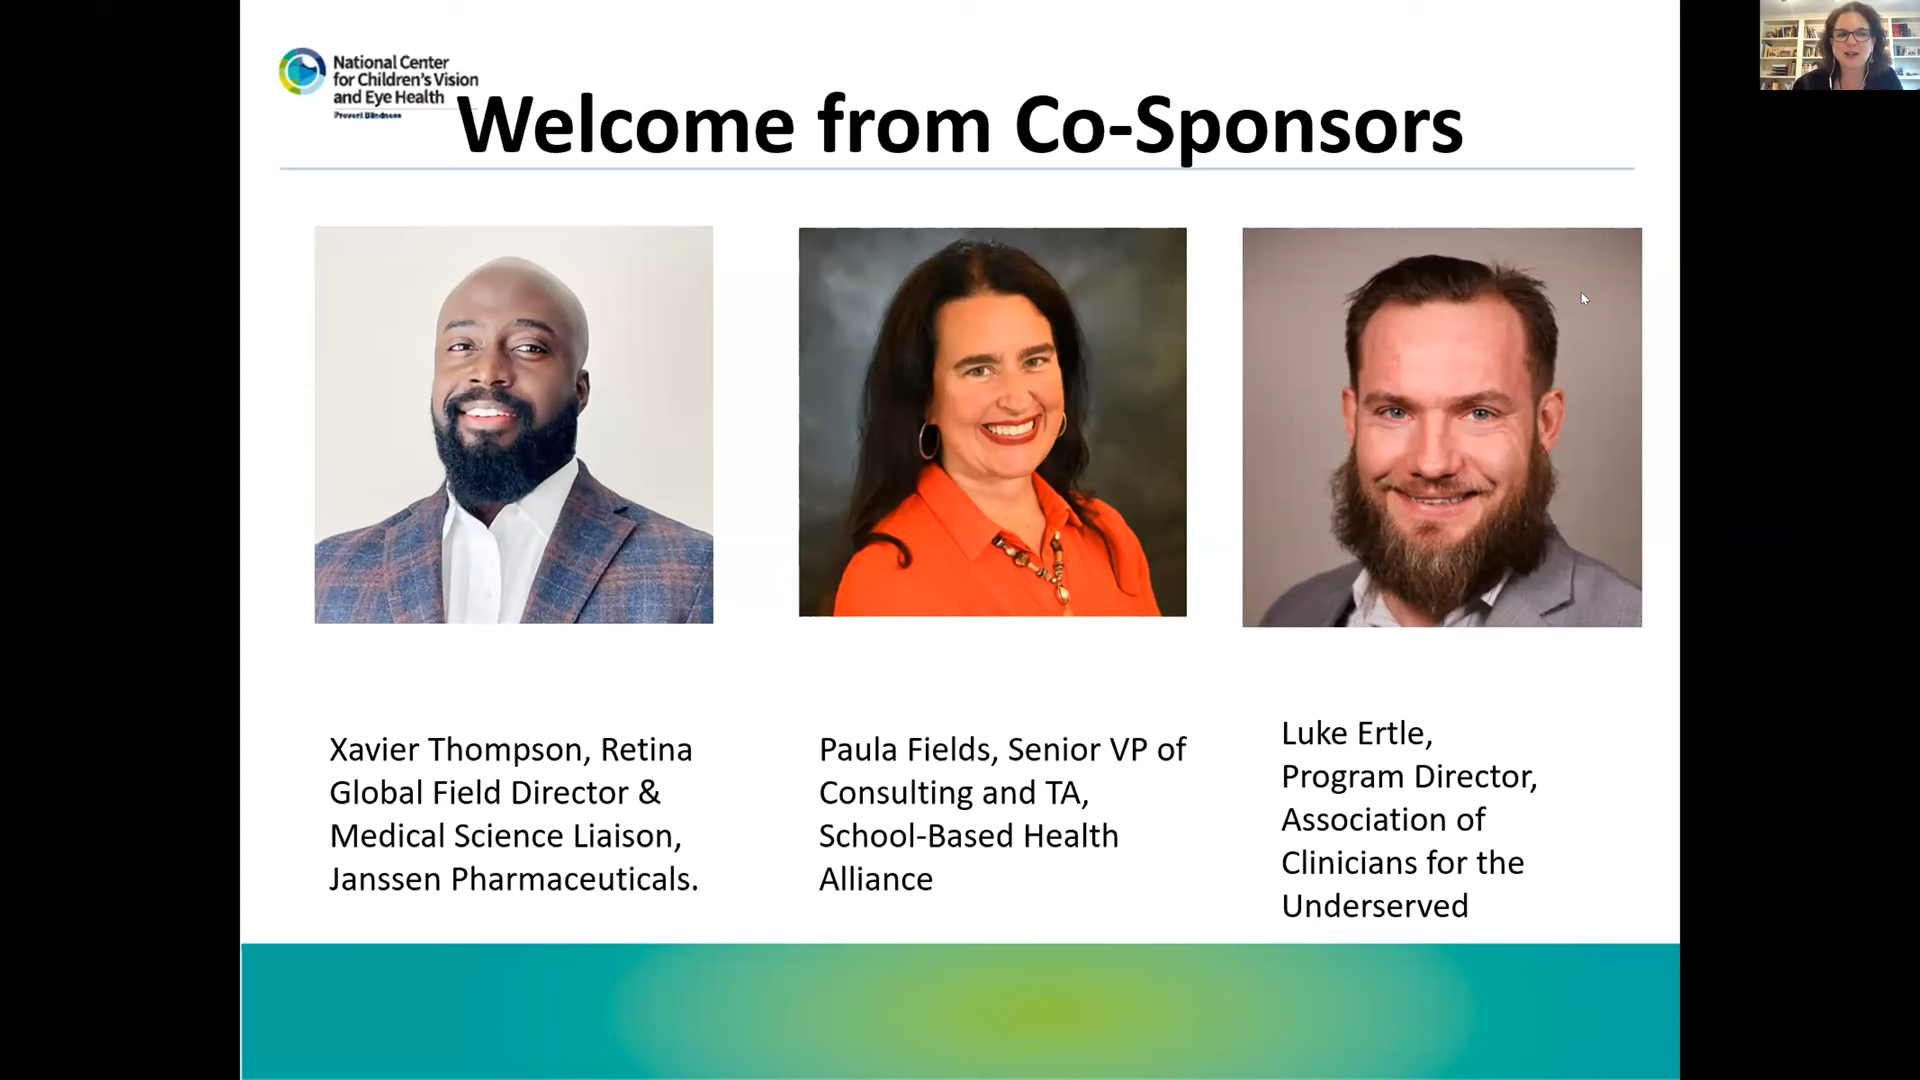 National Center
for Children's Vision
and Eye Health
Prevent Blindness
Welcome from Co-Sponsors
Xavier Thompson, Retina
Global Field Director &
Medical Science Liaison,
Janssen Pharmaceuticals.
Paula Fields, Senior VP of
Consulting and TA,
School-Based Health
Alliance
Luke Ertle,
Program Director,
Association of
Clinicians for the
Underserved